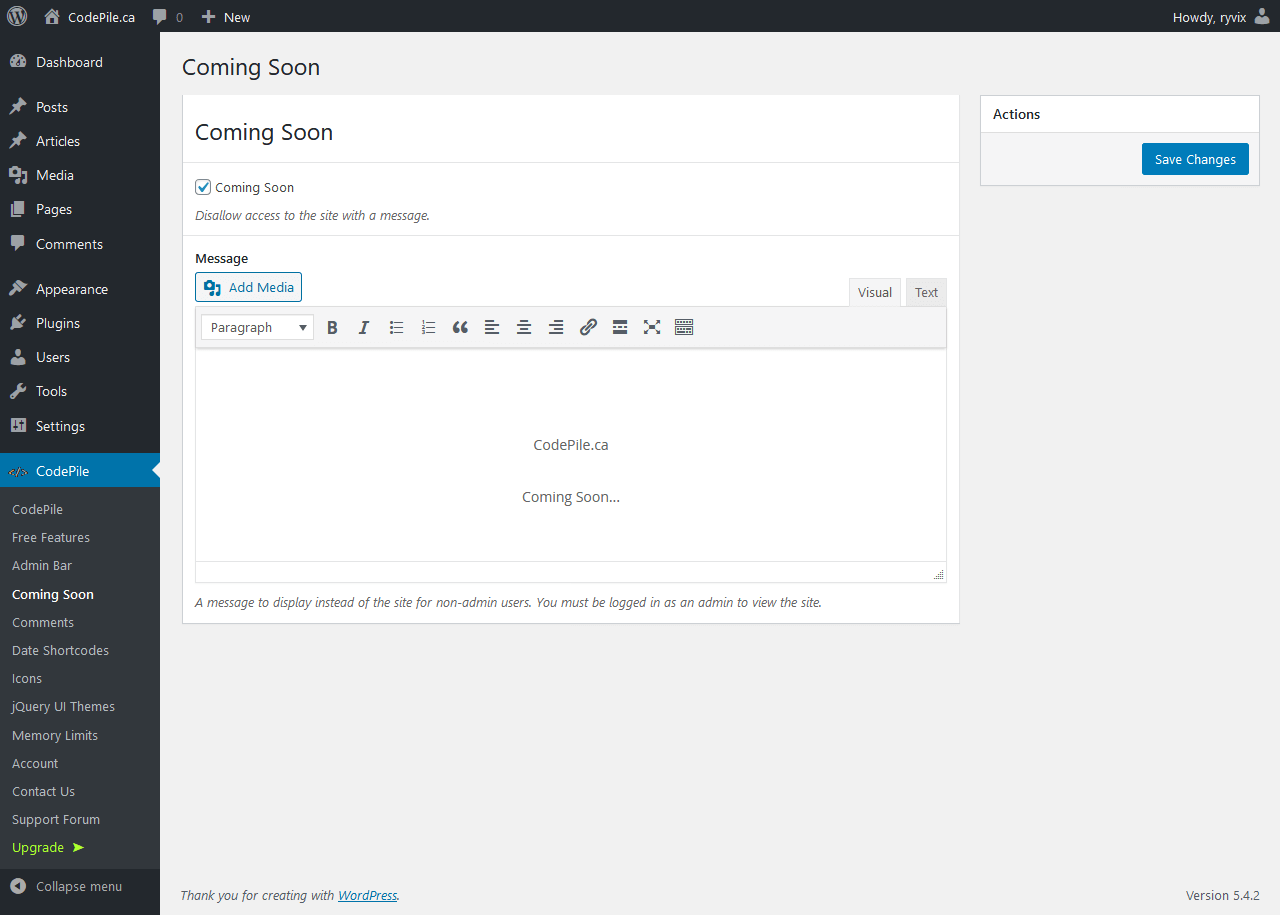 CodePile.ca 0 New Howdy, ryvix
Dashboard
Posts
Articles
Media
Pages
Comments
Appearance
Plugins
Users
Tools
Settings
</> CodePile
CodePile
Free Features
Admin Bar
Coming Soon
Comments
Date Shortcodes
Icons
jQuery UI Themes
Memory Limits
Account
Contact Us
Support Forum
Upgrade ➤
Collapse menu
Coming Soon
Coming Soon
Coming Soon
Disallow access to the site with a message.
Message
Add Media
Visual Text
Paragraph
CodePile.ca
Coming Soon...
A message to display instead of the site for non-admin users. You must be logged in as an admin to view the site.
Actions
Save Changes
Thank you for creating with WordPress. Version 5.4.2